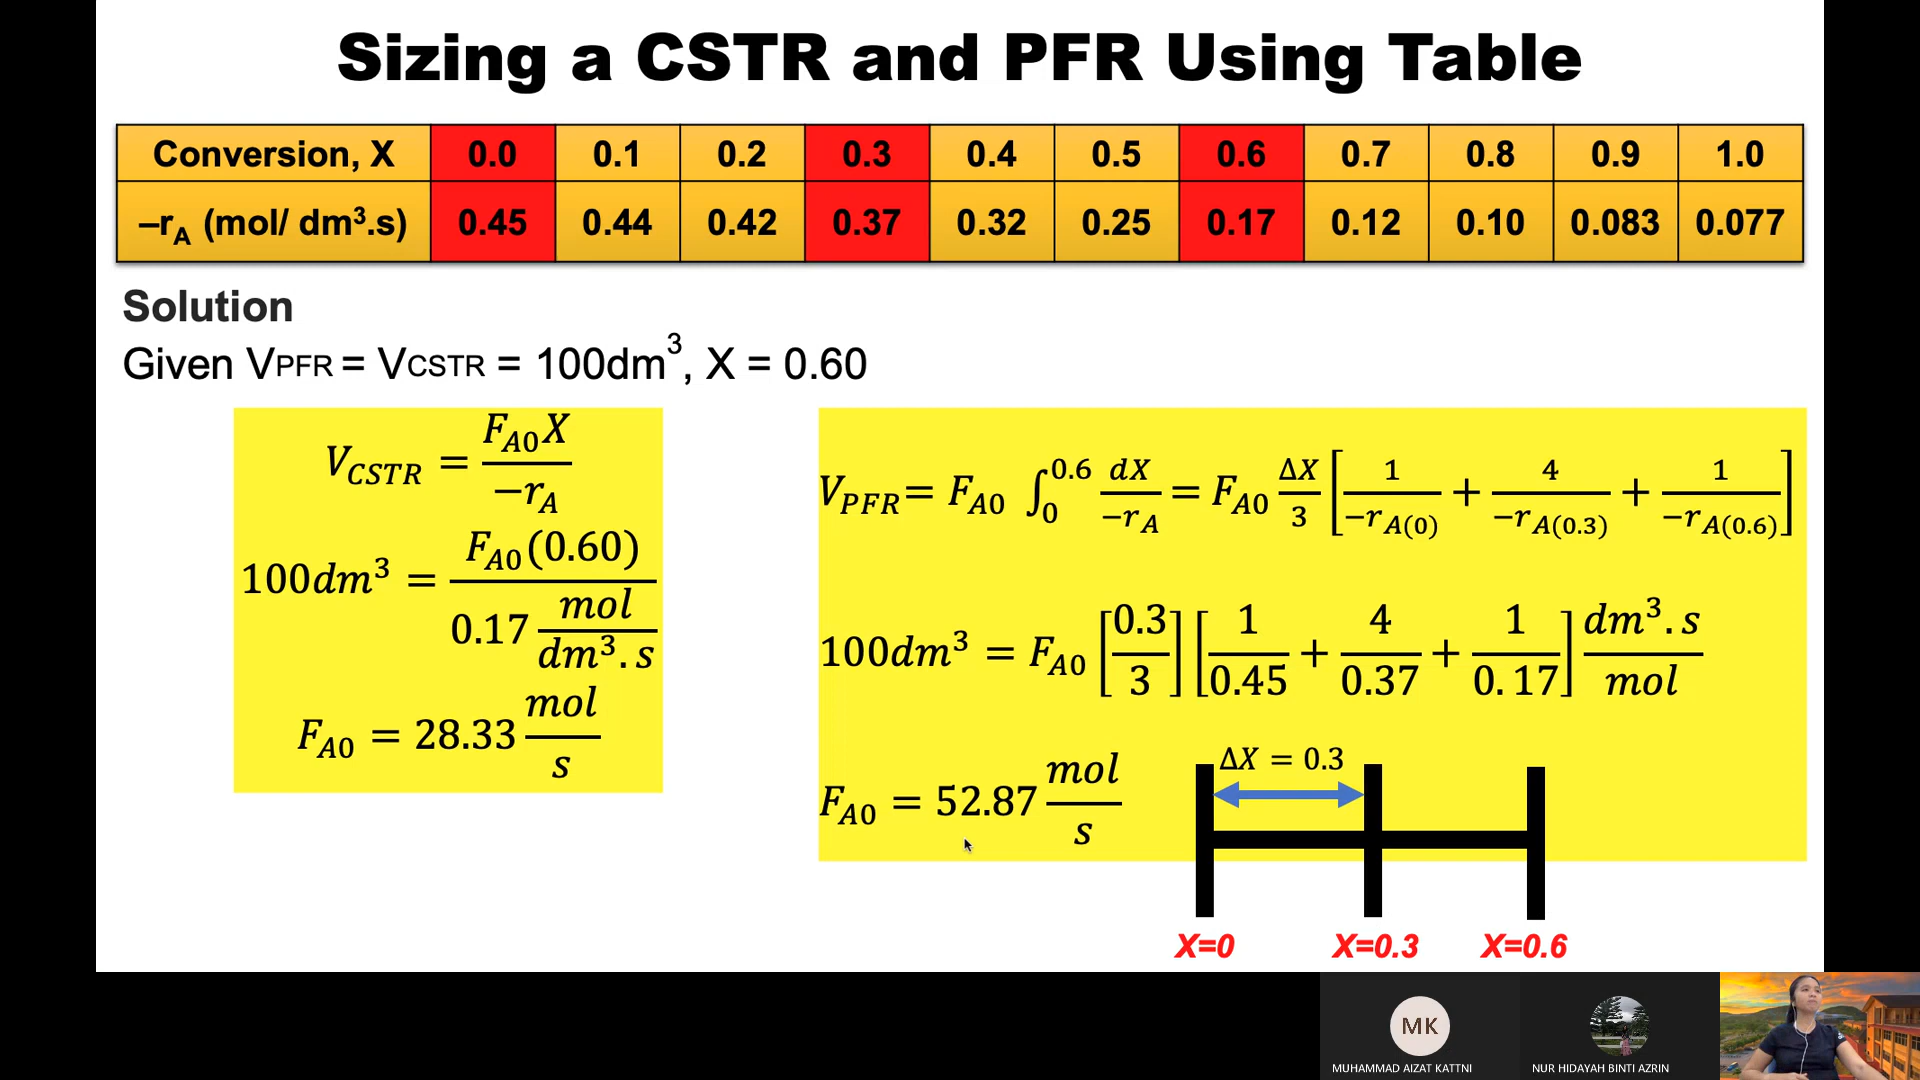 Sizing a CSTR and PFR Using Table
Conversion, X 0.0 0.1 0.2 0.3 0.4 0.5 0.6 0.7 0.8 0.9 1.0
–r_A (mol/ dm³.s) 0.45 0.44 0.42 0.37 0.32 0.25 0.17 0.12 0.10 0.083 0.077
Solution
Given VPFR = VCSTR = 100dm³, X = 0.60
V_CSTR = F_A0 X / −r_A
100dm³ = F_A0 (0.60) / 0.17 mol/dm³.s
F_A0 = 28.33 mol/s
V_PFR = F_A0 ∫₀^0.6 dX/−r_A = F_A0 ΔX/3 [1/−r_A(0) + 4/−r_A(0.3) + 1/−r_A(0.6)]
100dm³ = F_A0 [0.3/3] [1/0.45 + 4/0.37 + 1/0.17] dm³.s/mol
F_A0 = 52.87 mol/s
ΔX = 0.3
X=0 X=0.3 X=0.6
MK
MUHAMMAD AIZAT KATTNI NUR HIDAYAH BINTI AZRIN